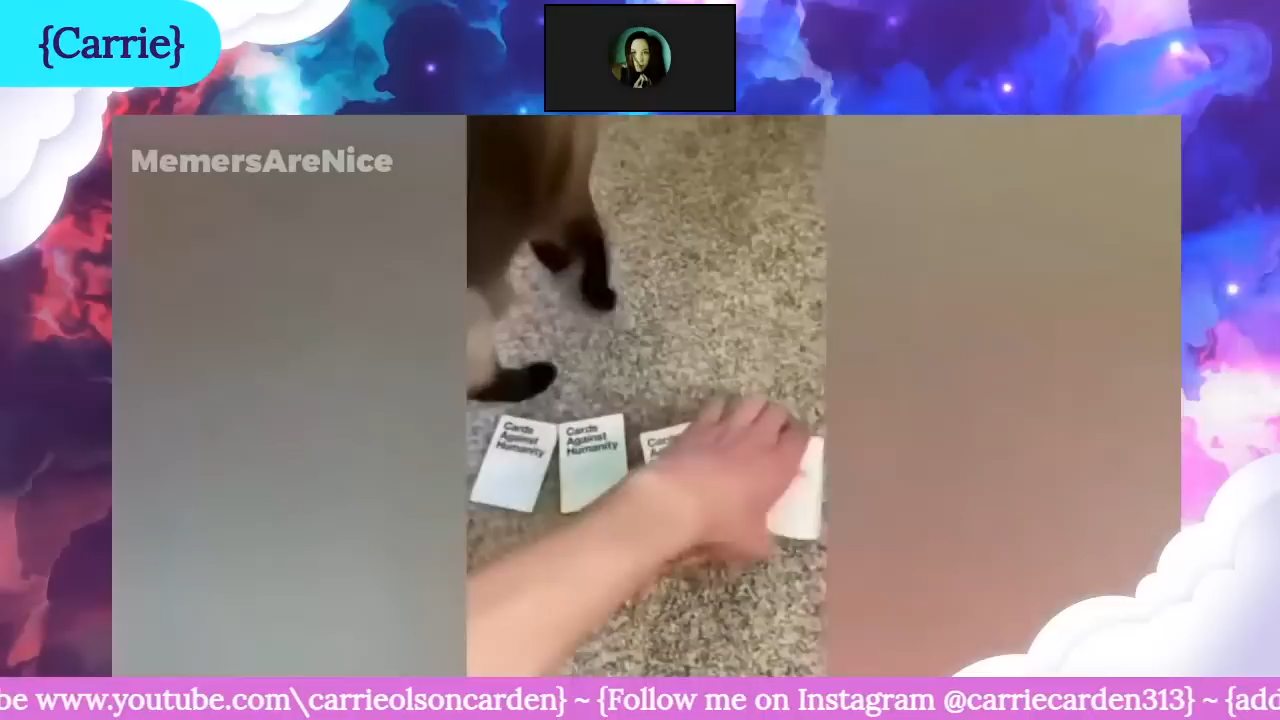 {Carrie}
MemersAreNice
Cards
Against
Humanity
Cards
Against
Humanity
be www.youtube.com\carrieolsoncarden} ~ {Follow me on Instagram @carriecarden313} ~ {add